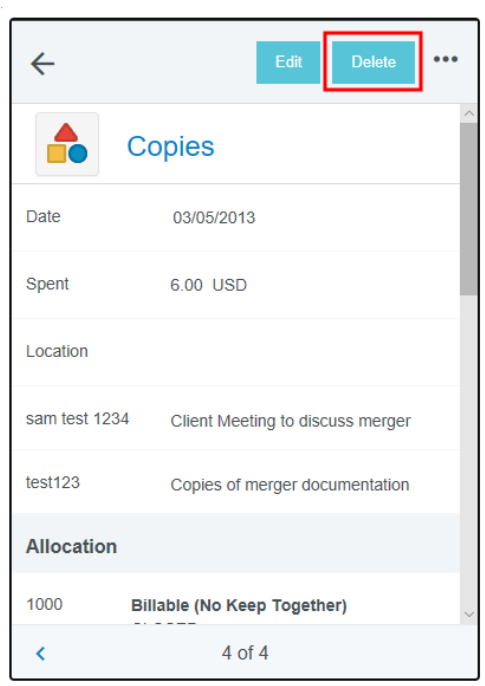 Edit Delete •••
Copies
Date 03/05/2013
Spent 6.00 USD
Location
sam test 1234 Client Meeting to discuss merger
test123 Copies of merger documentation
Allocation
1000 Billable (No Keep Together)
4 of 4